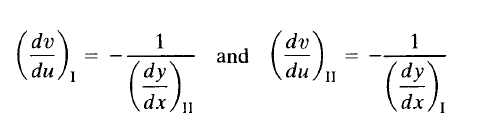 (dv/du)_I = - 1/(dy/dx)_II and (dv/du)_II = - 1/(dy/dx)_I